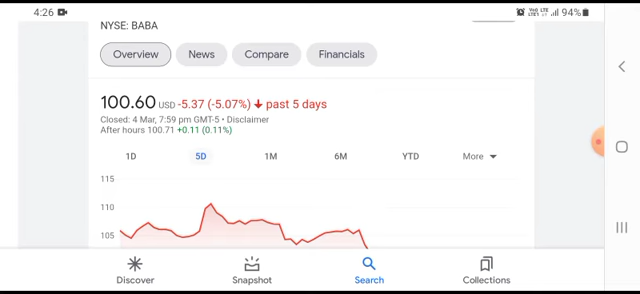 4:26 94%
NYSE: BABA
Overview News Compare Financials
100.60 USD -5.37 (-5.07%) past 5 days
Closed: 4 Mar, 7:59 pm GMT-5 • Disclaimer
After hours 100.71 +0.11 (0.11%)
1D 5D 1M 6M YTD More
115
110
105
Discover Snapshot Search Collections